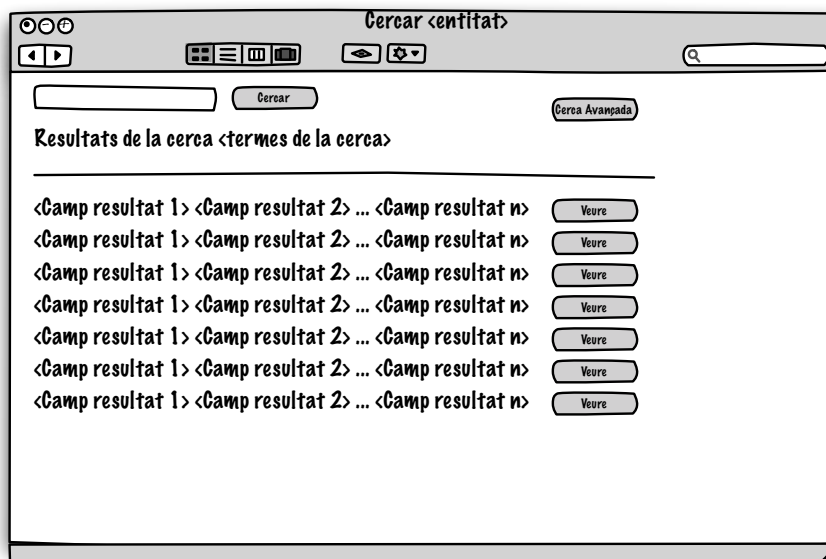 Cercar <entitat>
Cercar
Cerca Avançada
Resultats de la cerca <termes de la cerca>
<Camp resultat 1> <Camp resultat 2> ... <Camp resultat n> Veure
<Camp resultat 1> <Camp resultat 2> ... <Camp resultat n> Veure
<Camp resultat 1> <Camp resultat 2> ... <Camp resultat n> Veure
<Camp resultat 1> <Camp resultat 2> ... <Camp resultat n> Veure
<Camp resultat 1> <Camp resultat 2> ... <Camp resultat n> Veure
<Camp resultat 1> <Camp resultat 2> ... <Camp resultat n> Veure
<Camp resultat 1> <Camp resultat 2> ... <Camp resultat n> Veure